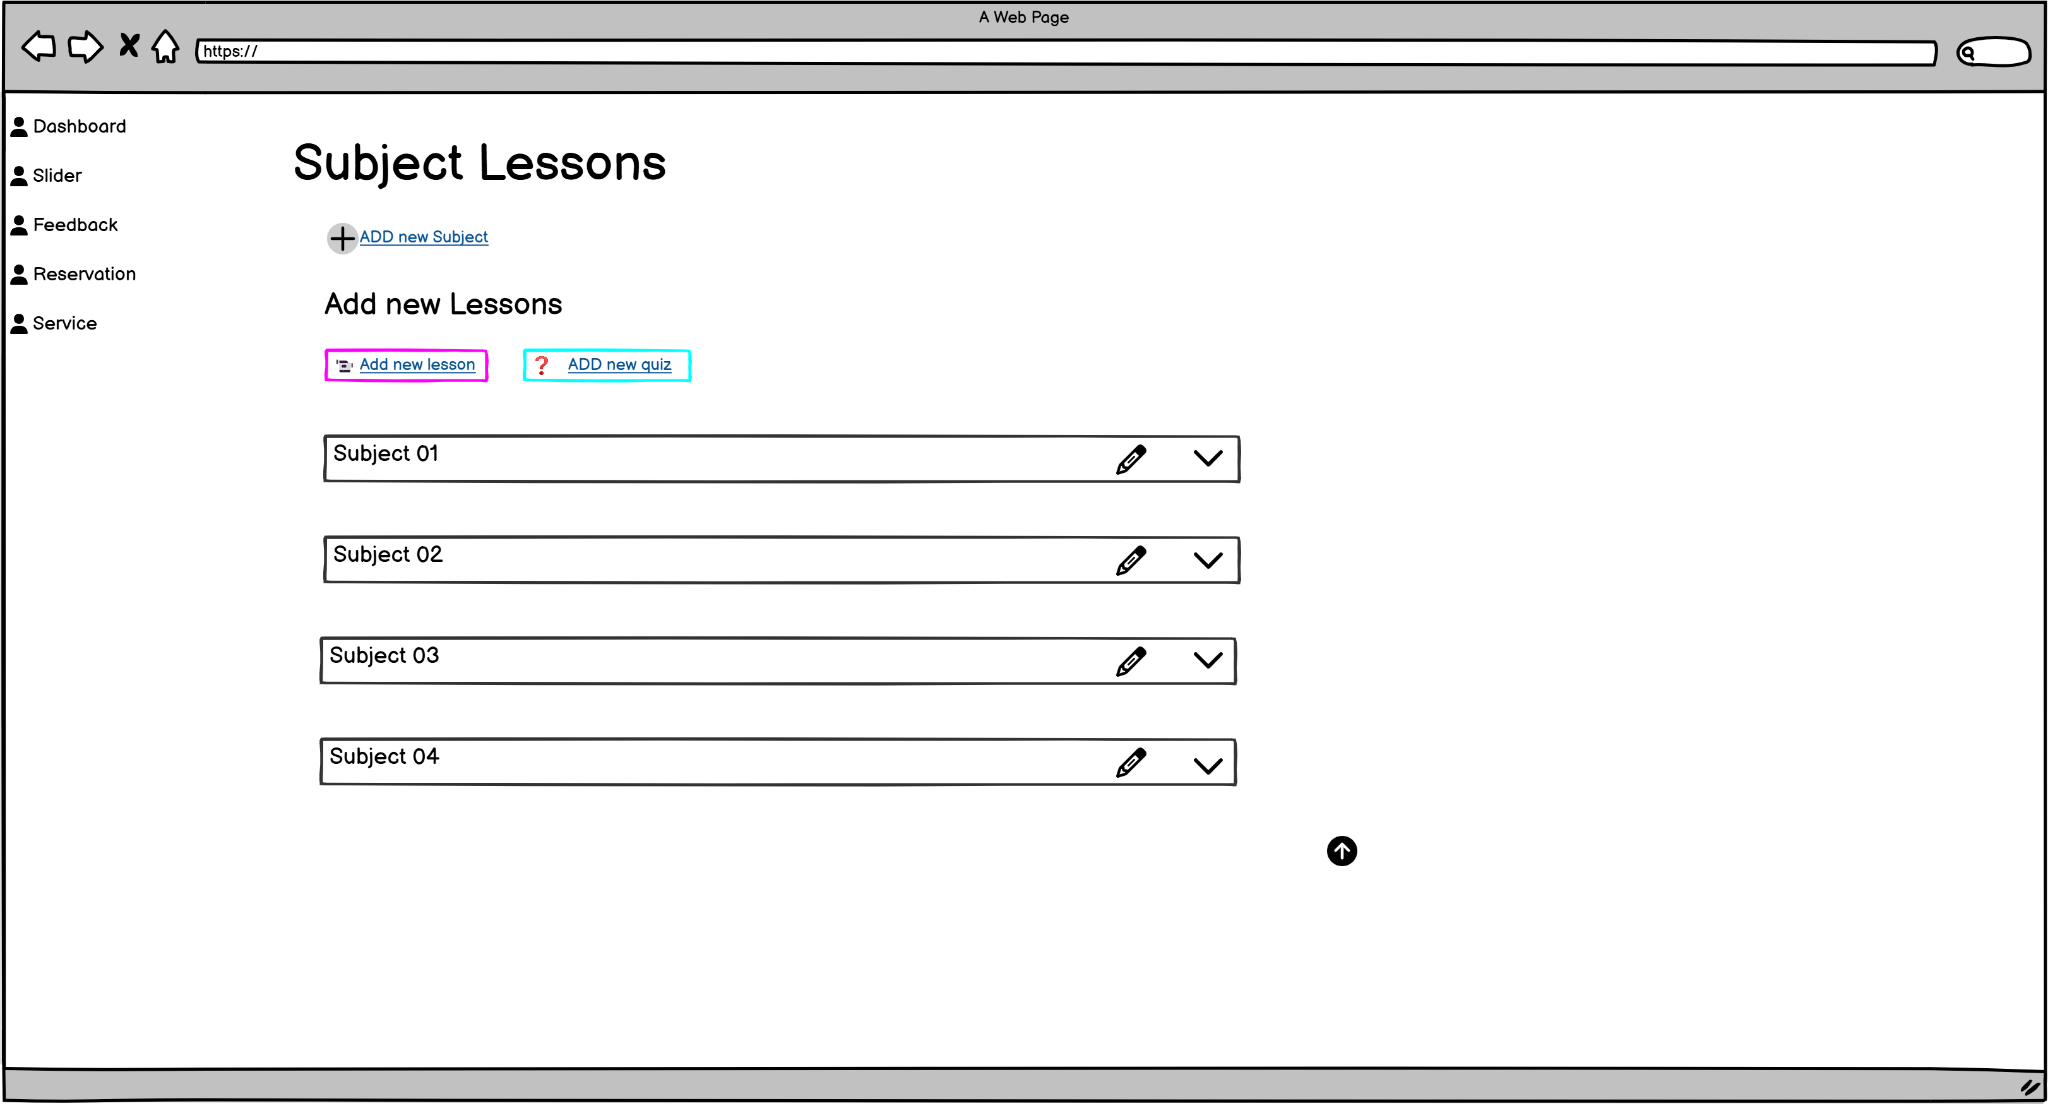 A Web Page
https://
Dashboard
Slider
Feedback
Reservation
Service
Subject Lessons
ADD new Subject
Add new Lessons
Add new lesson
❓ ADD new quiz
Subject 01
Subject 02
Subject 03
Subject 04